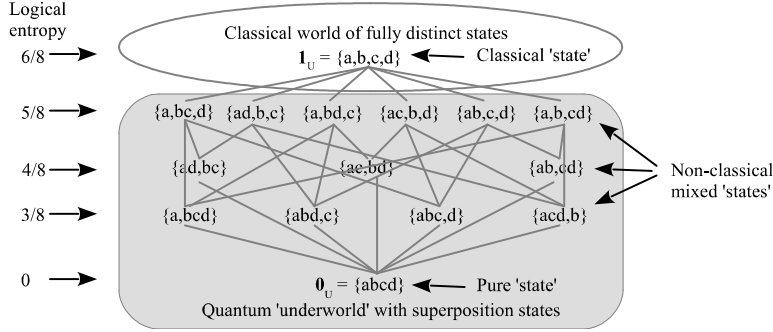 Logical
entropy
Classical world of fully distinct states
6/8 1U = {a,b,c,d} Classical 'state'
5/8 {a,bc,d} {ad,b,c} {a,bd,c} {ac,b,d} {ab,c,d} {a,b,cd}
4/8 {ad,bc} {ac,bd} {ab,cd} Non-classical
mixed 'states'
3/8 {a,bcd} {abd,c} {abc,d} {acd,b}
0 0U = {abcd} Pure 'state'
Quantum 'underworld' with superposition states